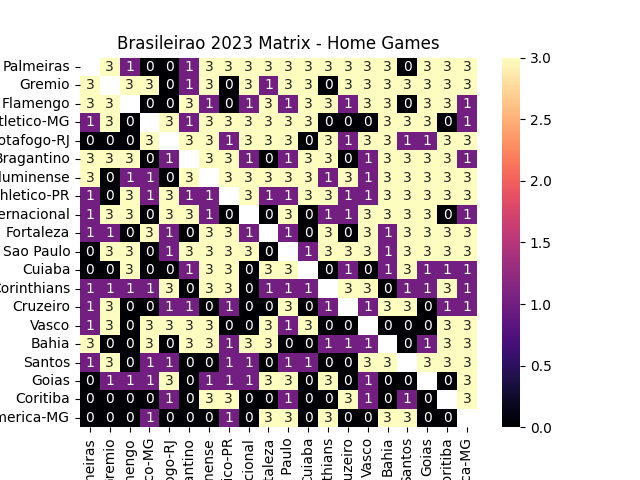 Brasileirao 2023 Matrix - Home Games
Palmeiras 3 1 0 0 1 3 3 3 3 3 3 3 3 3 3 0 3 3 3
Gremio 3 3 3 0 1 3 0 3 1 3 3 0 3 3 3 3 3 3 3
Flamengo 3 3 0 0 3 1 0 1 3 1 3 3 1 3 3 0 3 3 1
tletico-MG 1 3 0 3 1 3 3 3 3 3 3 0 0 0 3 3 3 0 1
otafogo-RJ 0 0 0 3 3 3 1 3 3 3 0 3 1 3 3 1 1 3 3
Bragantino 3 3 3 0 1 3 3 1 0 1 3 3 0 1 3 3 3 3 1
luminense 3 0 1 1 0 3 3 3 3 3 3 1 3 1 3 3 3 3 3
thletico-PR 1 0 3 1 3 1 1 3 1 1 3 3 1 1 3 3 3 3 3
ernacional 1 3 3 0 3 3 1 0 0 3 0 1 1 3 3 3 3 0 1
Fortaleza 1 1 0 3 1 0 3 3 1 1 0 3 0 3 1 3 3 3 3
Sao Paulo 0 3 3 0 1 3 3 3 3 0 1 3 3 3 1 3 3 3 3
Cuiaba 0 0 3 0 0 1 3 3 0 3 3 0 1 0 1 3 1 1 1
orinthians 1 1 1 1 3 0 3 3 0 1 1 1 3 3 0 1 1 3 1
Cruzeiro 1 3 0 0 1 1 0 1 0 0 3 0 1 1 3 3 0 1 1
Vasco 1 3 0 3 3 3 3 0 0 3 1 3 0 0 0 0 0 3 3
Bahia 3 0 0 3 0 3 3 1 3 3 0 0 1 1 1 0 1 3 3
Santos 1 3 0 1 1 0 0 1 1 0 1 1 0 0 3 3 3 3 3
Goias 0 1 1 1 3 0 1 1 1 3 3 0 3 0 1 0 0 0 3
Coritiba 0 0 0 0 1 0 3 3 0 0 1 0 0 3 1 0 1 0 3
merica-MG 0 0 0 1 0 0 0 1 0 3 0 0 3 0 0 3 3 0 0
neiras
remio
nengo
co-MG
ogo-RJ
antino
nense
ico-PR
cional
taleza
Paulo
Cuiaba
thians
uzeiro
Vasco
Bahia
Santos
Goias
oritiba
ca-MG
3.0
2.5
2.0
1.5
1.0
0.5
0.0